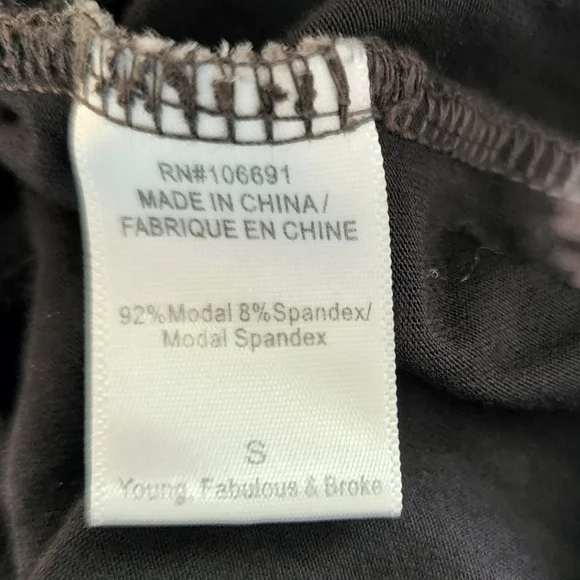 RN#106691
MADE IN CHINA/
FABRIQUE EN CHINE
92%Modal 8%Spandex/
Modal Spandex
S
Young, Fabulous & Broke